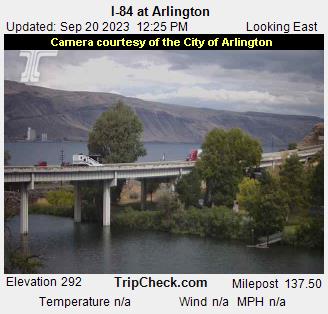 I-84 at Arlington
Updated: Sep 20 2023 12:25 PM Looking East
Camera courtesy of the City of Arlington
Elevation 292 TripCheck.com Milepost 137.50
Temperature n/a Wind n/a MPH n/a